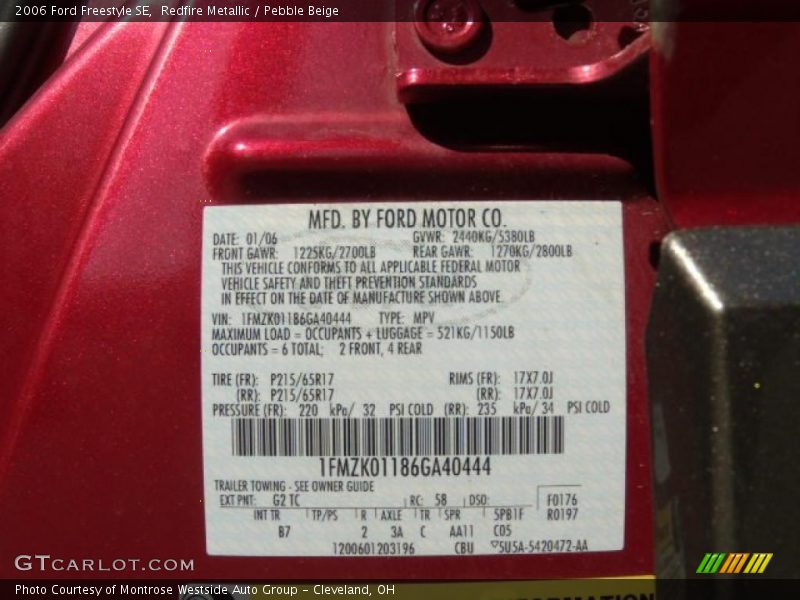 2006 Ford Freestyle SE, Redfire Metallic / Pebble Beige
MFD. BY FORD MOTOR CO.
DATE: 01/06 GVWR: 2440KG/5380LB
FRONT GAWR: 1225KG/2700LB REAR GAWR: 1270KG/2800LB
THIS VEHICLE CONFORMS TO ALL APPLICABLE FEDERAL MOTOR
VEHICLE SAFETY AND THEFT PREVENTION STANDARDS
IN EFFECT ON THE DATE OF MANUFACTURE SHOWN ABOVE.
VIN: 1FMZK01186GA40444 TYPE: MPV
MAXIMUM LOAD = OCCUPANTS + LUGGAGE = 521KG/1150LB
OCCUPANTS = 6 TOTAL; 2 FRONT, 4 REAR
TIRE (FR): P215/65R17 RIMS (FR): 17X7.0J
(RR): P215/65R17 (RR): 17X7.0J
PRESSURE (FR): 220 kPa/ 32 PSI COLD (RR): 235 kPa/ 34 PSI COLD
1FMZK01186GA40444
TRAILER TOWING - SEE OWNER GUIDE
EXT PNT: G2 TC RC: 58 DSO: F0176
INT TR TP/PS R AXLE TR SPR 5PB1F R0197
B7 2 3A C AA11 C05
1200601203196 CBU 5U5A-5420472-AA
GTCARLOT.COM
Photo Courtesy of Montrose Westside Auto Group - Cleveland, OH